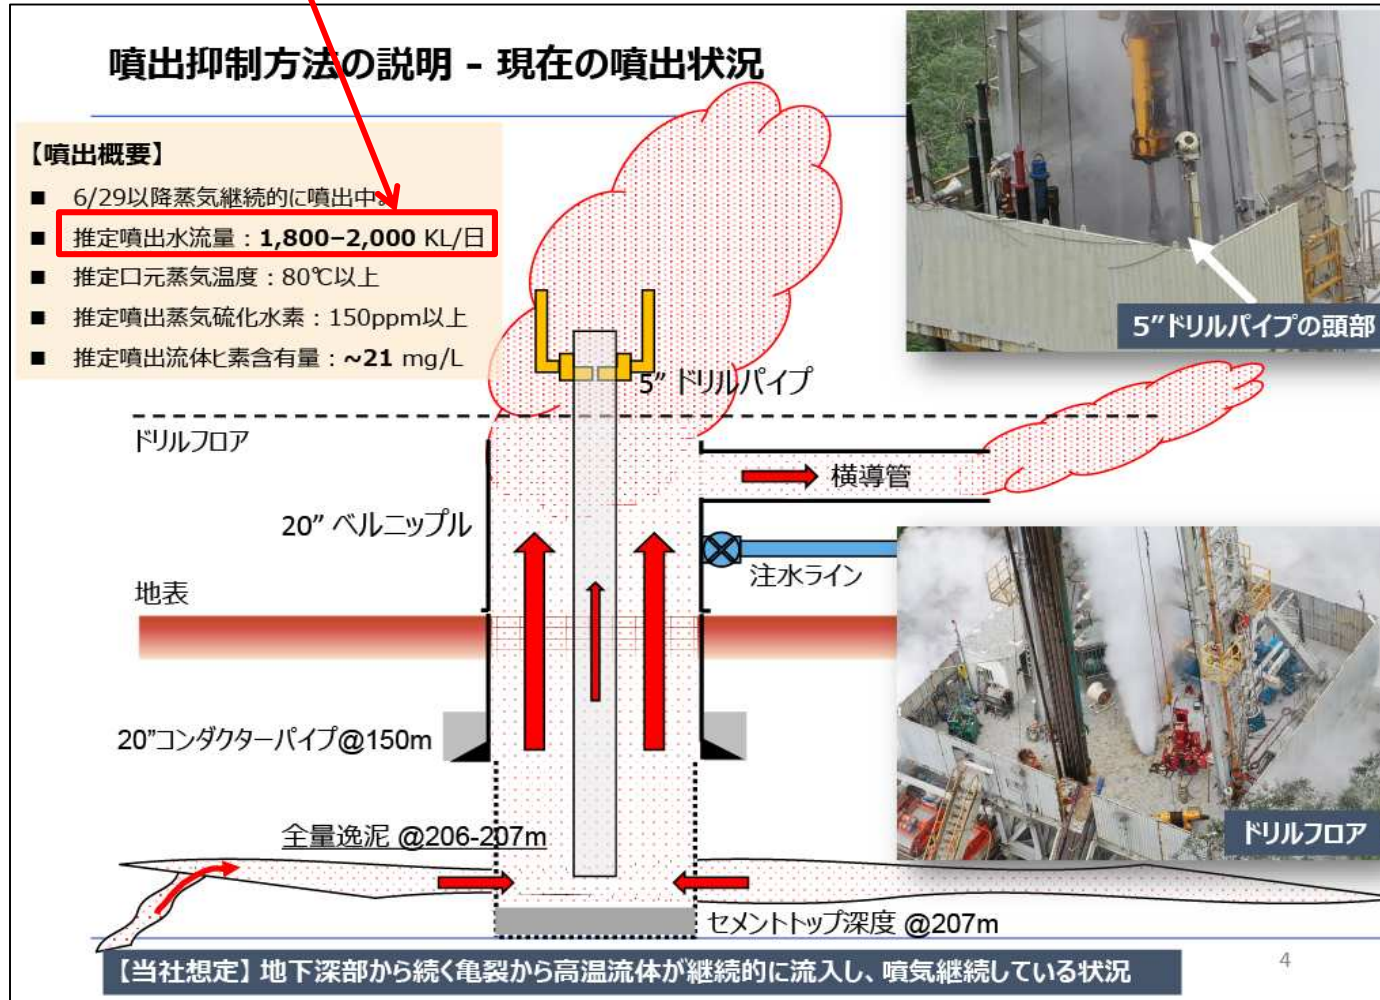 噴出抑制方法の説明 – 現在の噴出状況
【噴出概要】
■ 6/29以降蒸気継続的に噴出中。
■ 推定噴出水流量：1,800–2,000 KL/日
■ 推定口元蒸気温度：80℃以上
■ 推定噴出蒸気硫化水素：150ppm以上
■ 推定噴出流体ヒ素含有量：~21 mg/L
5”ドリルパイプの頭部
5” ドリルパイプ
ドリルフロア
横導管
20” ベルニップル
注水ライン
地表
20”コンダクターパイプ@150m
ドリルフロア
全量逸泥 @206-207m
セメントトップ深度 @207m
【当社想定】地下深部から続く亀裂から高温流体が継続的に流入し、噴気継続している状況
4